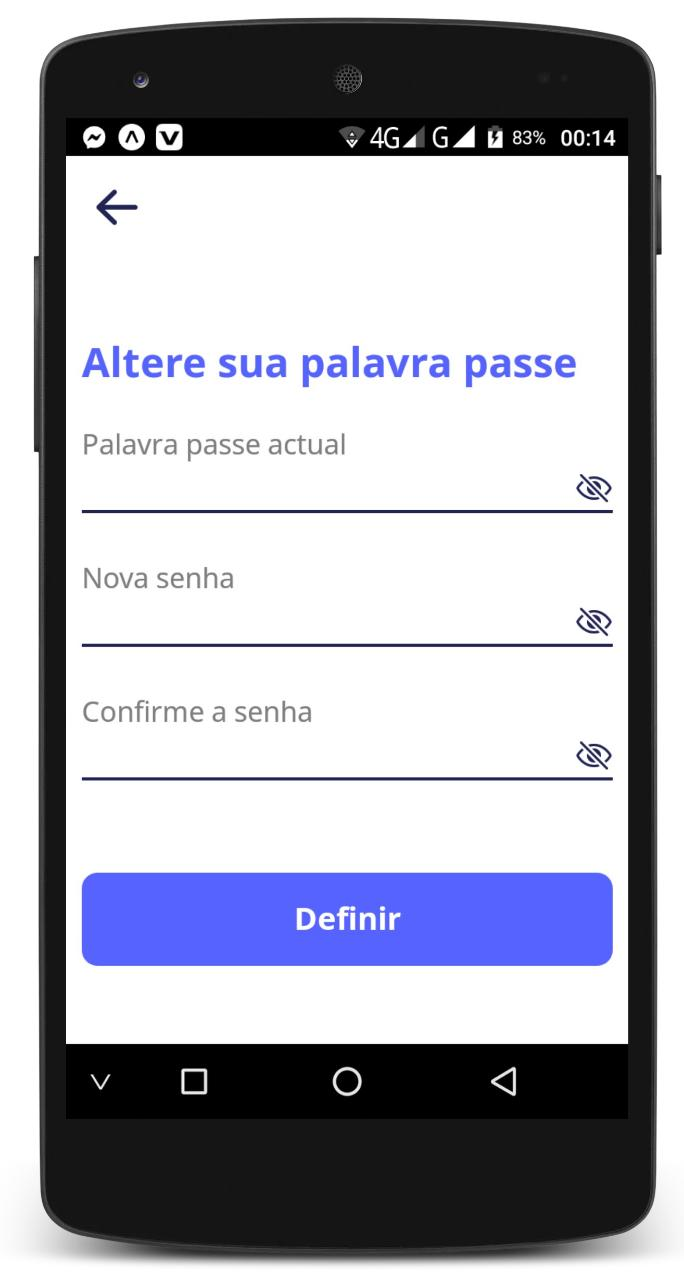 4G G 83% 00:14
Altere sua palavra passe
Palavra passe actual
Nova senha
Confirme a senha
Definir